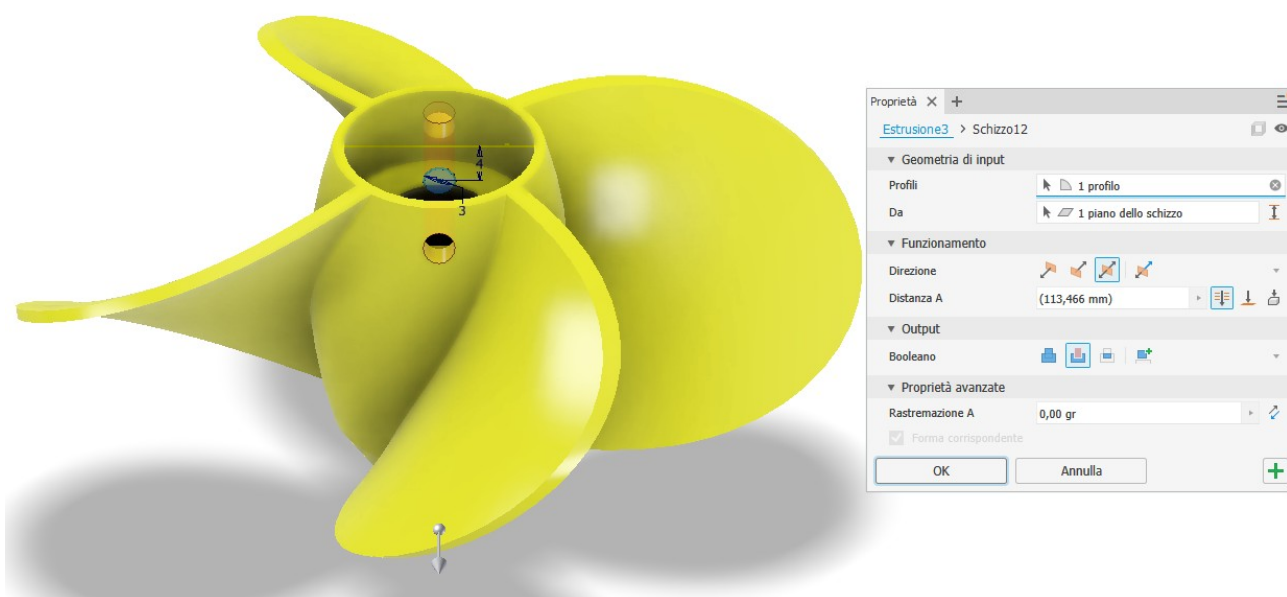 4
3
Proprietà
Estrusione3 > Schizzo12
Geometria di input
Profili 1 profilo
Da 1 piano dello schizzo
Funzionamento
Direzione
Distanza A (113,466 mm)
Output
Booleano
Proprietà avanzate
Rastremazione A 0,00 gr
Forma corrispondente
OK Annulla